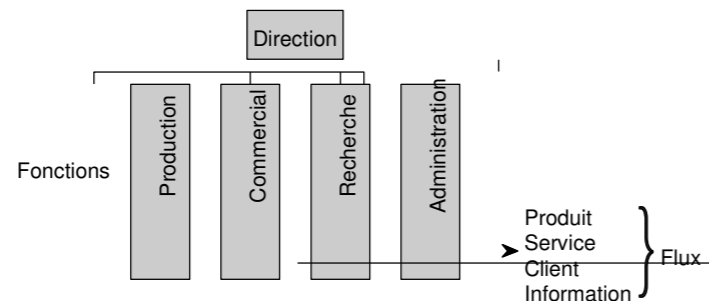 Direction
Fonctions
Production
Commercial
Recherche
Administration
Produit
Service
Client
Information
Flux